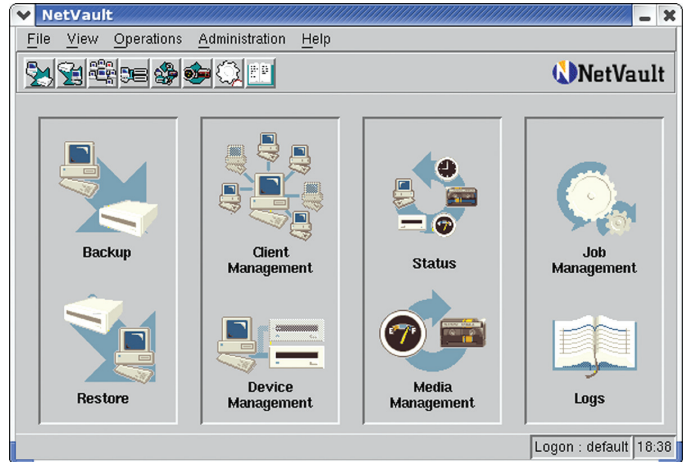 NetVault
File View Operations Administration Help
NetVault
Backup
Client
Management
Status
Job
Management
Restore
Device
Management
Media
Management
Logs
Logon : default 18:38